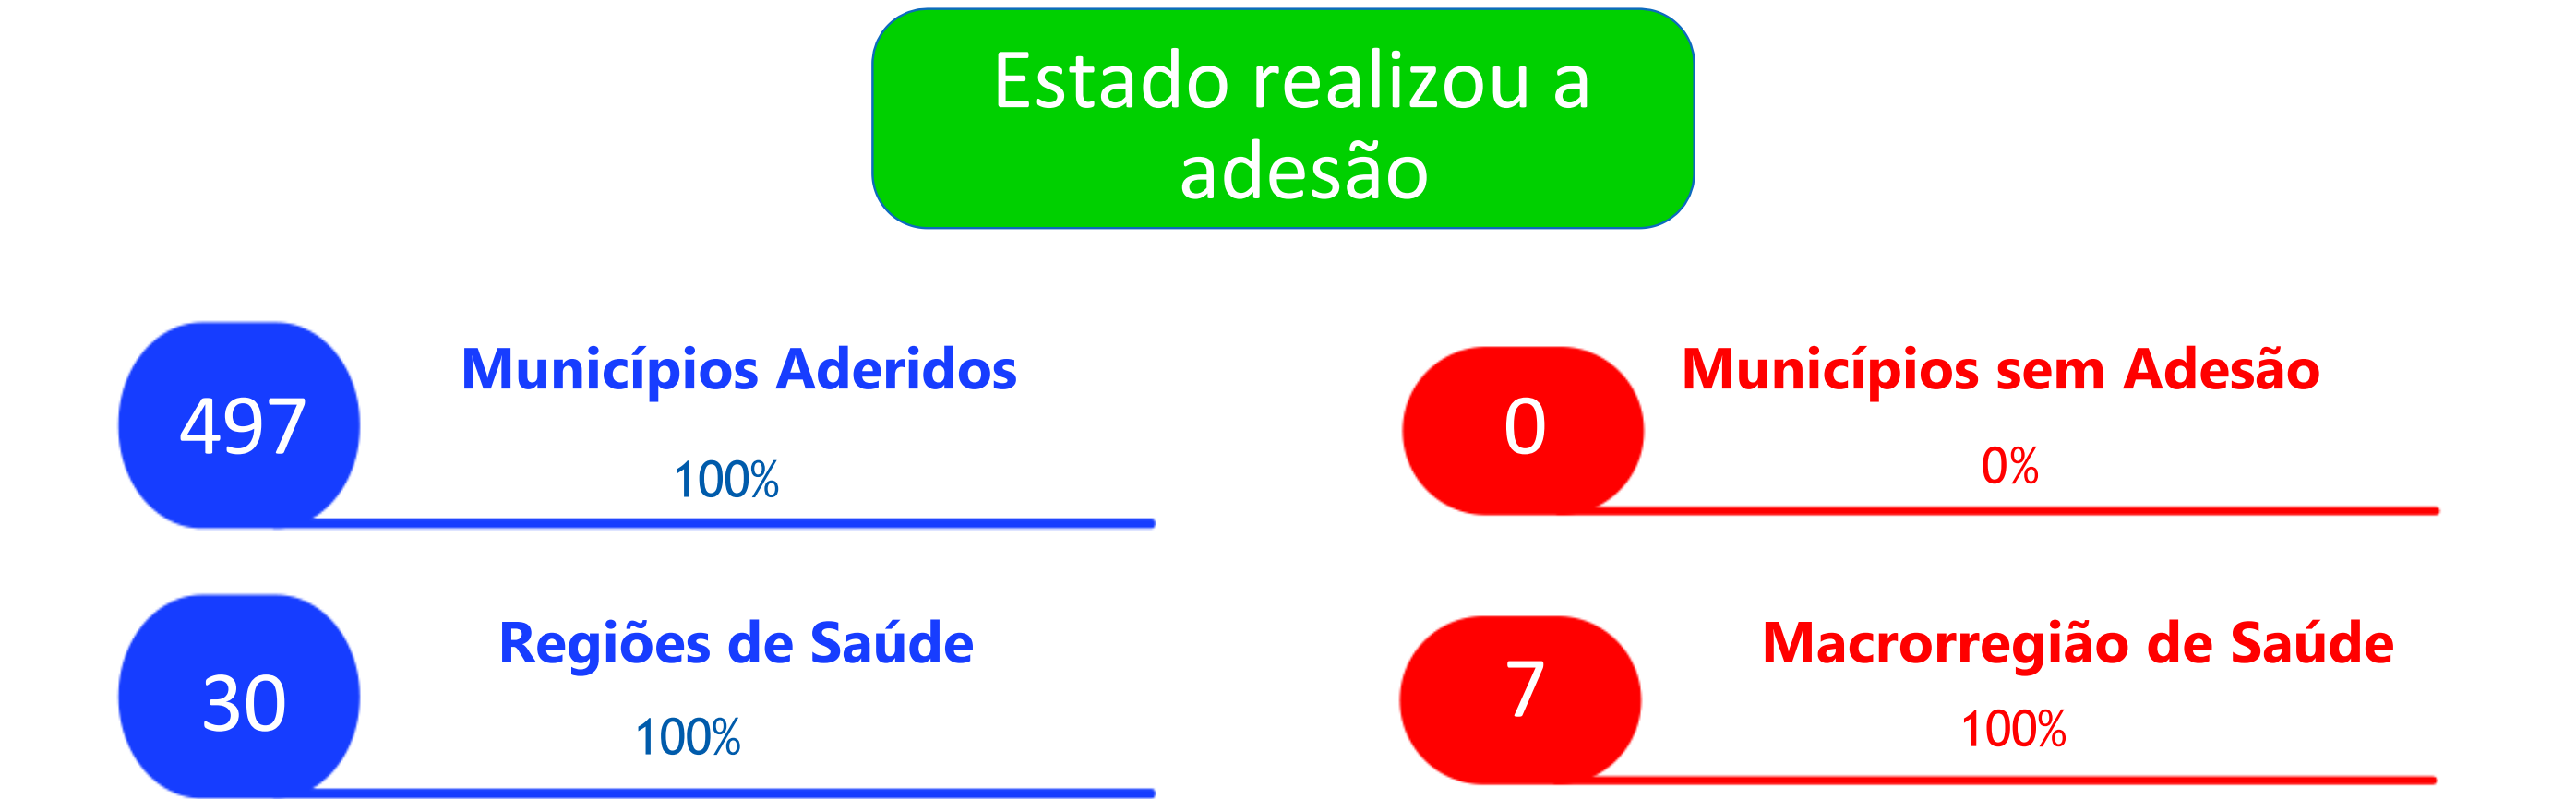 Estado realizou a
adesão
497
Municípios Aderidos
100%
0
Municípios sem Adesão
0%
30
Regiões de Saúde
100%
7
Macrorregião de Saúde
100%